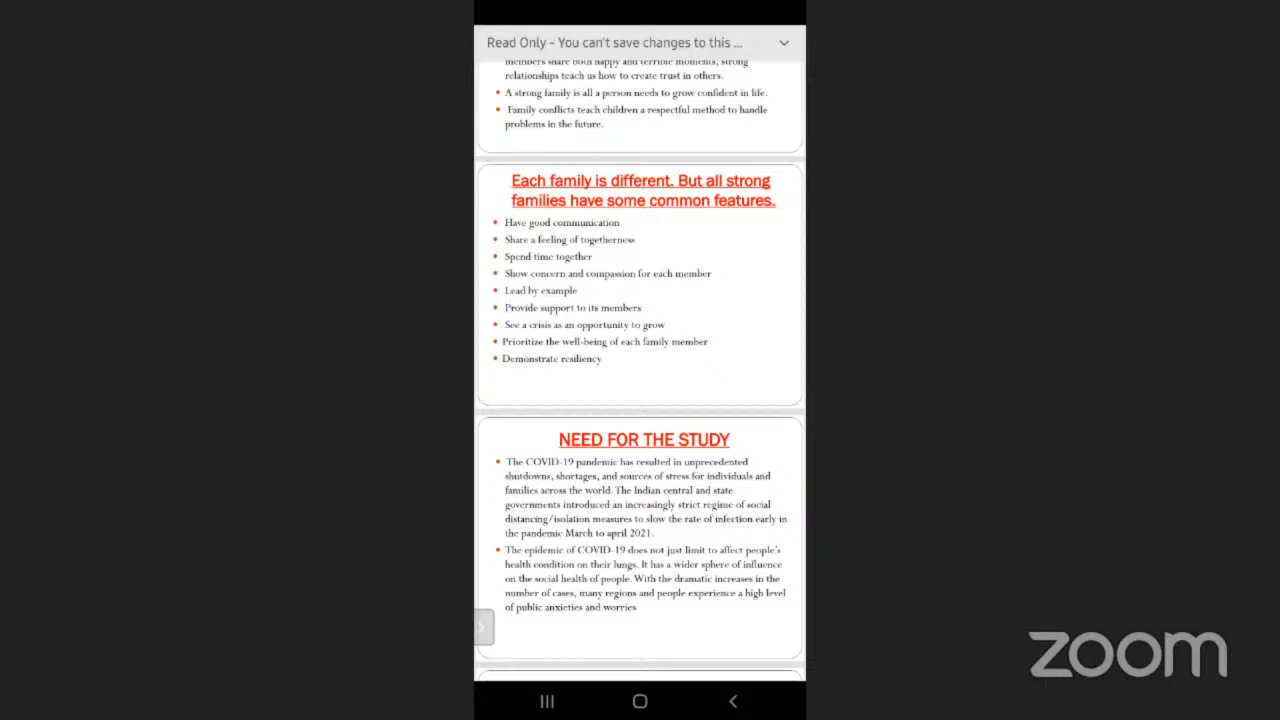 Read Only - You can't save changes to this ...
members share both happy and terrible moments, strong
relationships teach us how to create trust in others.
• A strong family is all a person needs to grow confident in life.
• Family conflicts teach children a respectful method to handle
problems in the future.
Each family is different. But all strong
families have some common features.
• Have good communication
• Share a feeling of togetherness
• Spend time together
• Show concern and compassion for each member
• Lead by example
• Provide support to its members
• See a crisis as an opportunity to grow
• Prioritize the well-being of each family member
• Demonstrate resiliency
NEED FOR THE STUDY
• The COVID-19 pandemic has resulted in unprecedented
shutdowns, shortages, and sources of stress for individuals and
families across the world. The Indian central and state
governments introduced an increasingly strict regime of social
distancing/isolation measures to slow the rate of infection early in
the pandemic March to april 2021.
• The epidemic of COVID-19 does not just limit to affect people's
health condition on their lungs. It has a wider sphere of influence
on the social health of people. With the dramatic increases in the
number of cases, many regions and people experience a high level
of public anxieties and worries
zoom